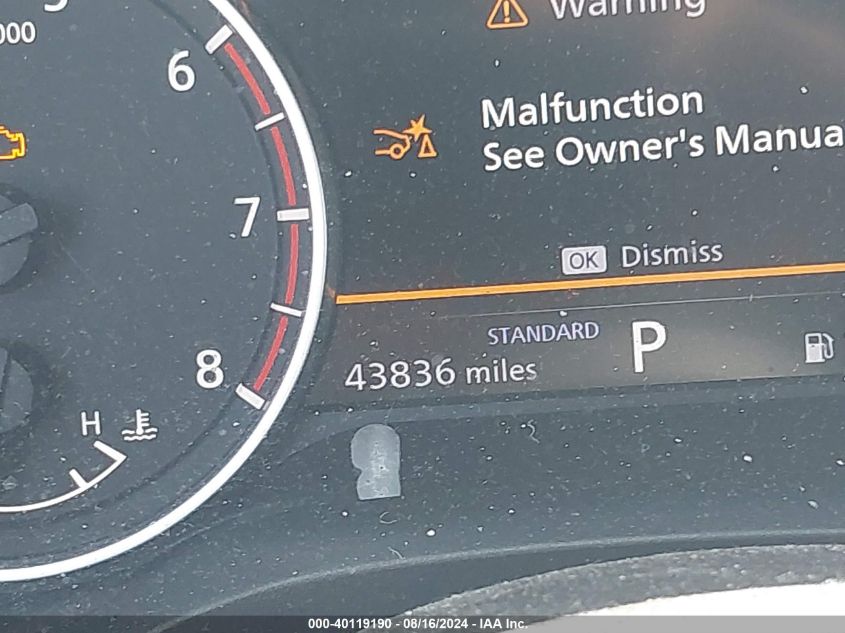 Warning
000
6
Malfunction
See Owner's Manua
7
OK Dismiss
STANDARD P
8
43836 miles
H
000-40119190 - 08/16/2024 - IAA Inc.